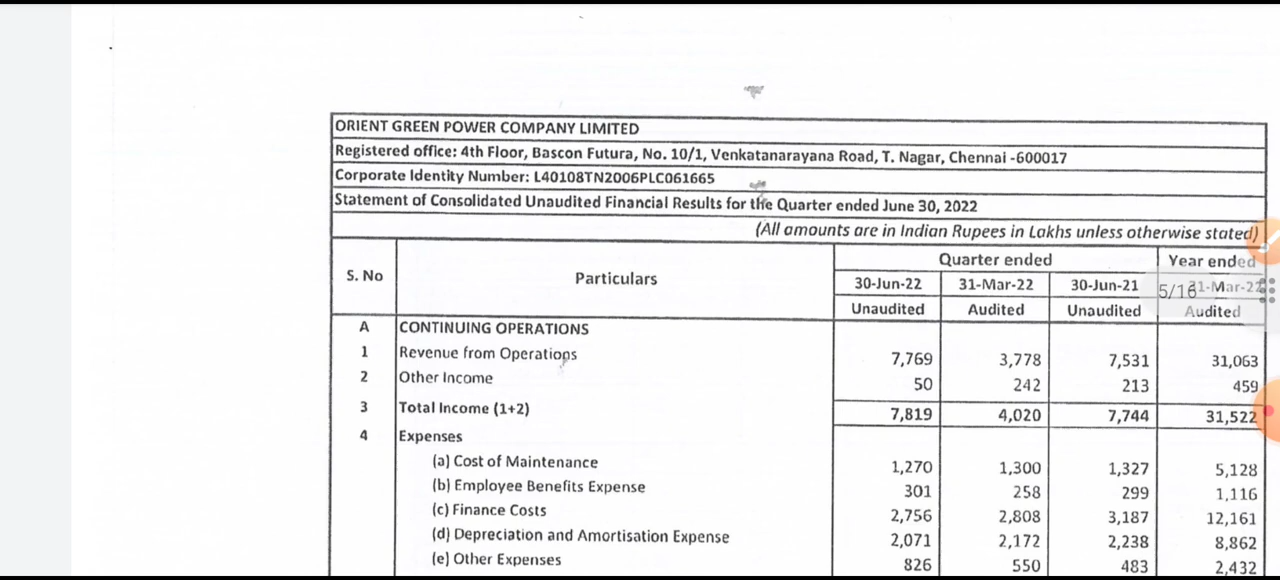 ORIENT GREEN POWER COMPANY LIMITED
Registered office: 4th Floor, Bascon Futura, No. 10/1, Venkatanarayana Road, T. Nagar, Chennai -600017
Corporate Identity Number: L40108TN2006PLC061665
Statement of Consolidated Unaudited Financial Results for the Quarter ended June 30, 2022
(All amounts are in Indian Rupees in Lakhs unless otherwise stated)
S. No Particulars Quarter ended Year ended
30-Jun-22 31-Mar-22 30-Jun-21 31-Mar-22
5/16
Unaudited Audited Unaudited Audited
A CONTINUING OPERATIONS
1 Revenue from Operations 7,769 3,778 7,531 31,063
2 Other Income 50 242 213 459
3 Total Income (1+2) 7,819 4,020 7,744 31,522
4 Expenses
(a) Cost of Maintenance 1,270 1,300 1,327 5,128
(b) Employee Benefits Expense 301 258 299 1,116
(c) Finance Costs 2,756 2,808 3,187 12,161
(d) Depreciation and Amortisation Expense 2,071 2,172 2,238 8,862
(e) Other Expenses 826 550 483 2,432